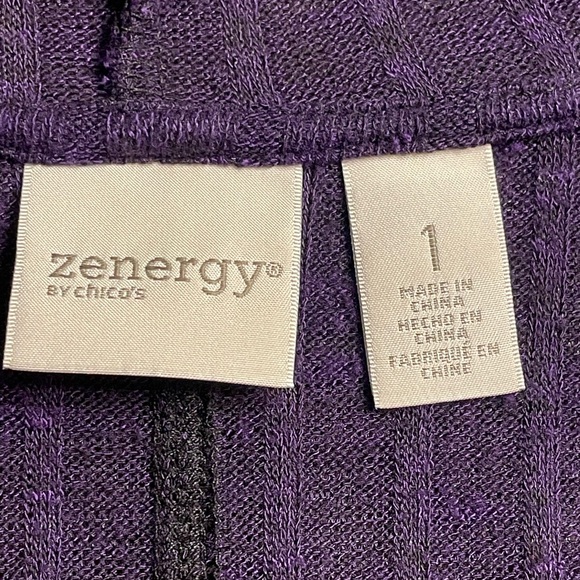 zenergy®
BY chico's
1
MADE IN
CHINA
HECHO EN
CHINA
FABRIQUÉ EN
CHINE